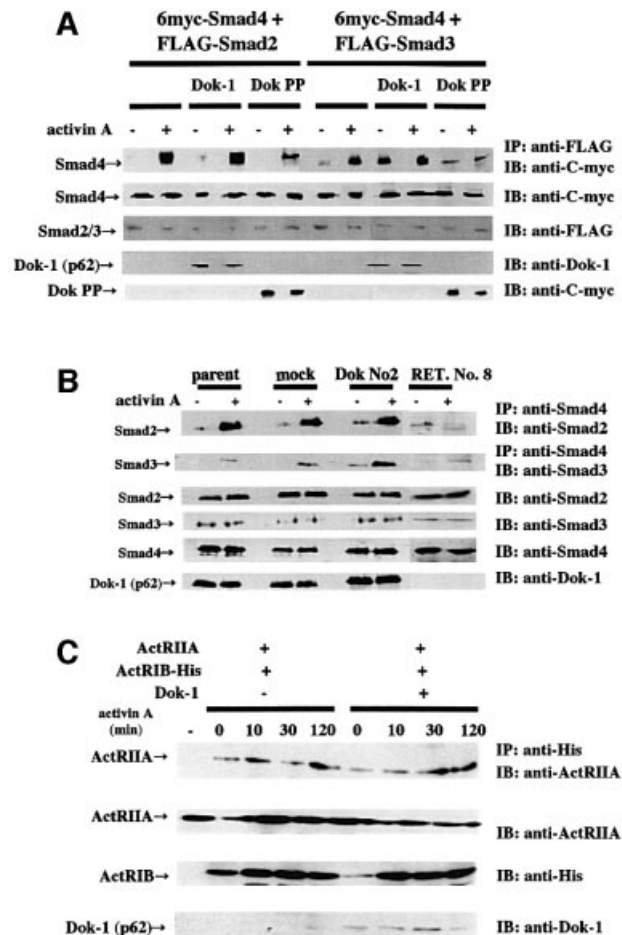 A
6myc-Smad4 + 6myc-Smad4 +
FLAG-Smad2 FLAG-Smad3
Dok-1 Dok PP Dok-1 Dok PP
activin A - + - + - + - + - + - +
IP: anti-FLAG
Smad4→ IB: anti-C-myc
Smad4→ IB: anti-C-myc
Smad2/3→ IB: anti-FLAG
Dok-1 (p62)→ IB: anti-Dok-1
Dok PP→ IB: anti-C-myc
B
parent mock Dok No2 RET. No. 8
activin A - + - + - + - +
IP: anti-Smad4
Smad2→ IB: anti-Smad2
IP: anti-Smad4
Smad3→ IB: anti-Smad3
Smad2→ IB: anti-Smad2
Smad3→ IB: anti-Smad3
Smad4→ IB: anti-Smad4
Dok-1 (p62)→ IB: anti-Dok-1
C
ActRIIA + +
ActRIB-His + +
Dok-1 - +
activin A
(min) - 0 10 30 120 0 10 30 120
ActRIIA→ IP: anti-His
IB: anti-ActRIIA
ActRIIA→ IB: anti-ActRIIA
ActRIB→ IB: anti-His
Dok-1 (p62)→ IB: anti-Dok-1